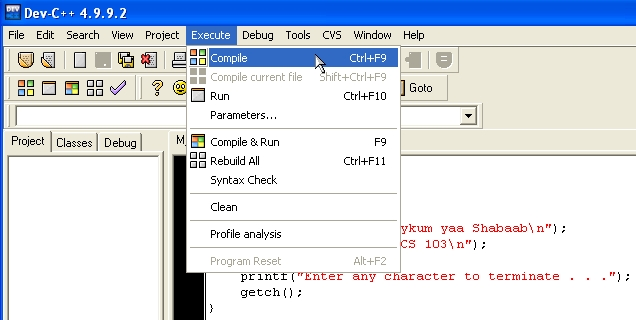 Dev-C++ 4.9.9.2
File Edit Search View Project Execute Debug Tools CVS Window Help
Compile Ctrl+F9
Compile current file Shift+Ctrl+F9
Goto
Run Ctrl+F10
Parameters...
Project Classes Debug
Compile & Run F9
Rebuild All Ctrl+F11
Syntax Check
Clean
ykum yaa Shabaab\n");
CS 103\n");
Profile analysis
Program Reset Alt+F2
printf("Enter any character to terminate . . .");
getch();
}